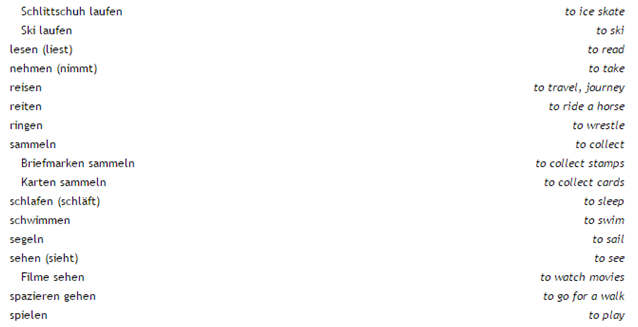 Schlittschuh laufen to ice skate
Ski laufen to ski
lesen (liest) to read
nehmen (nimmt) to take
reisen to travel, journey
reiten to ride a horse
ringen to wrestle
sammeln to collect
Briefmarken sammeln to collect stamps
Karten sammeln to collect cards
schlafen (schläft) to sleep
schwimmen to swim
segeln to sail
sehen (sieht) to see
Filme sehen to watch movies
spazieren gehen to go for a walk
spielen to play